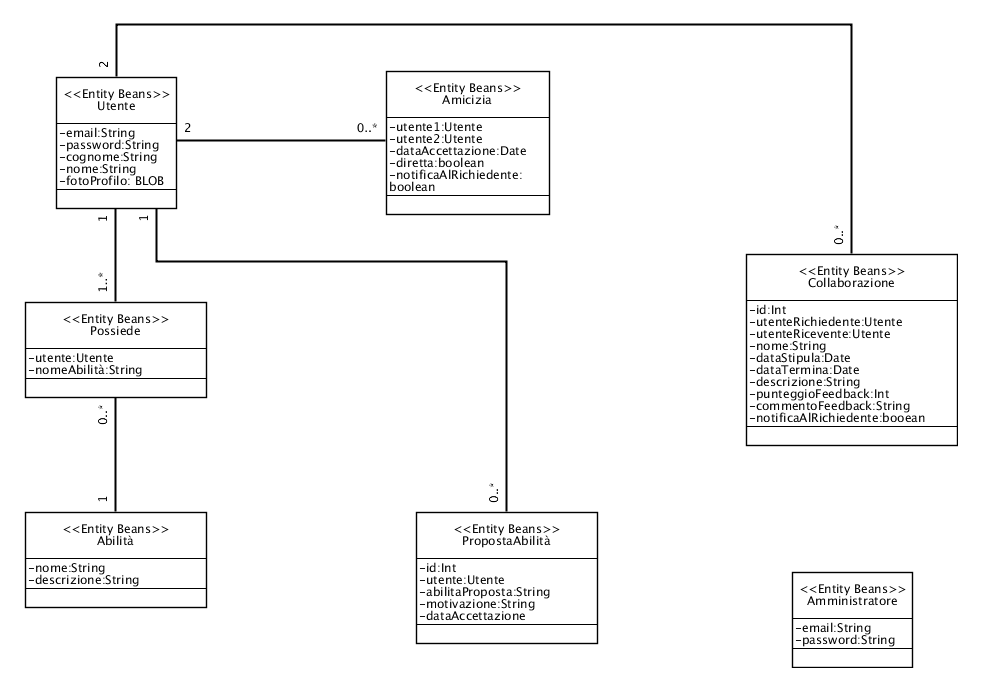 2
<<Entity Beans>>
Utente
-email:String
-password:String
-cognome:String
-nome:String
-fotoProfilo: BLOB
2
0..*
<<Entity Beans>>
Amicizia
-utente1:Utente
-utente2:Utente
-dataAccettazione:Date
-diretta:boolean
-notificaAlRichiedente:
boolean
1
1
1..*
0..*
<<Entity Beans>>
Collaborazione
-id:Int
-utenteRichiedente:Utente
-utenteRicevente:Utente
-nome:String
-dataStipula:Date
-dataTermina:Date
-descrizione:String
-punteggioFeedback:Int
-commentoFeedback:String
-notificaAlRichiedente:booean
<<Entity Beans>>
Possiede
-utente:Utente
-nomeAbilità:String
0..*
1
0..*
<<Entity Beans>>
Abilità
-nome:String
-descrizione:String
<<Entity Beans>>
PropostaAbilità
-id:Int
-utente:Utente
-abilitaProposta:String
-motivazione:String
-dataAccettazione
<<Entity Beans>>
Amministratore
-email:String
-password:String